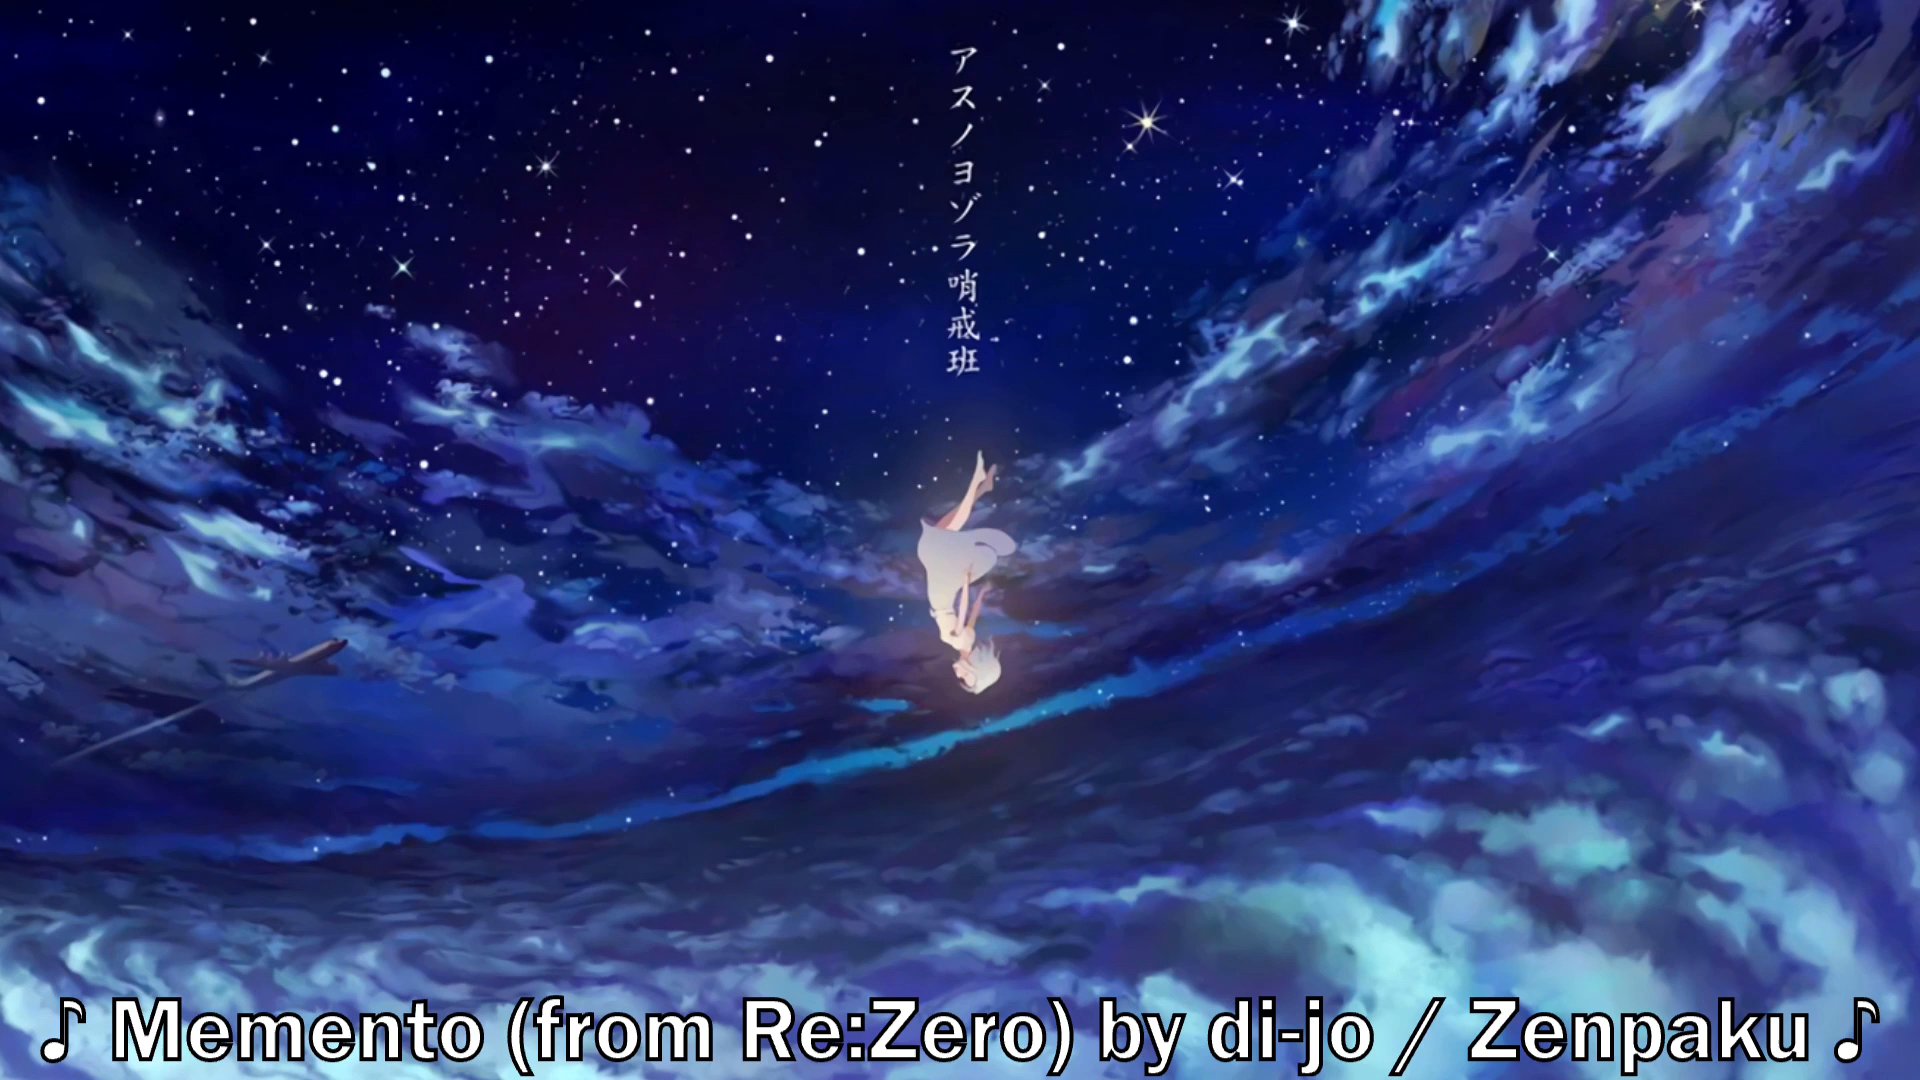 アスノヨゾラ哨戒班
♪ Memento (from Re:Zero) by di-jo / Zenpaku ♪